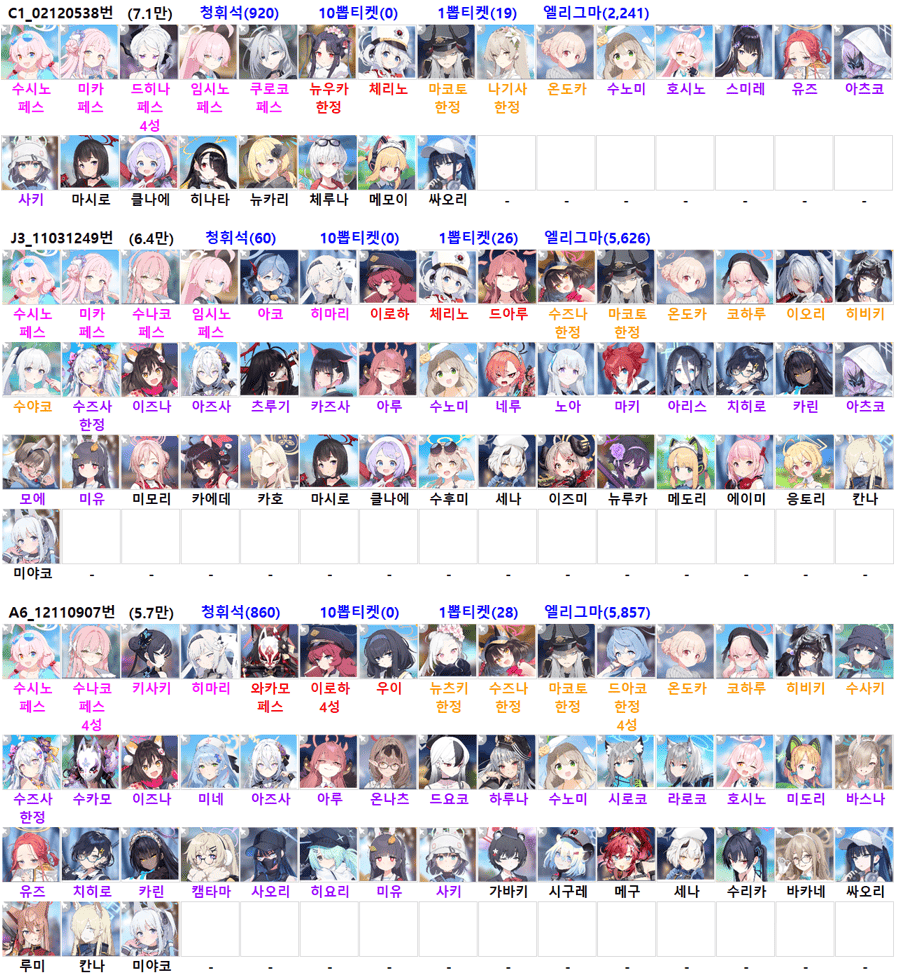 C1_02120538번 (7.1만) 청휘석(920) 10뽑티켓(0) 1뽑티켓(19) 엘리그마(2,241)
수시노 미카 드히나 임시노 쿠로코 뉴우카 체리노 마코토 나기사 온도카 수노미 호시노 스미레 유즈 아츠코
페스 페스 페스 페스 페스 한정 한정 한정
4성
사키 마시로 클나에 히나타 뉴카리 체루나 메모이 싸오리 - - - - - - -
J3_11031249번 (6.4만) 청휘석(60) 10뽑티켓(0) 1뽑티켓(26) 엘리그마(5,626)
수시노 미카 수나코 임시노 아코 히마리 이로하 체리노 드아루 수즈나 마코토 온도카 코하루 이오리 히비키
페스 페스 페스 페스 한정 한정
수야코 수즈사 이즈나 아즈사 츠루기 카즈사 아루 수노미 네루 노아 마키 아리스 치히로 카린 아츠코
한정
모에 미유 미모리 카에데 카호 마시로 클나에 수후미 세나 이즈미 뉴루카 메도리 에이미 응토리 칸나
미야코 - - - - - - - - - - - - - -
A6_12110907번 (5.7만) 청휘석(860) 10뽑티켓(0) 1뽑티켓(28) 엘리그마(5,857)
수시노 수나코 키사키 히마리 와카모 이로하 우이 뉴츠키 수즈나 마코토 드아코 온도카 코하루 히비키 수사키
페스 페스 페스 4성 한정 한정 한정 한정
4성 4성
수즈사 수카모 이즈나 미네 아즈사 아루 온나츠 드요코 하루나 수노미 시로코 라로코 호시노 미도리 바스나
한정
유즈 치히로 카린 캠타마 사오리 히요리 미유 사키 가바키 시구레 메구 세나 수리카 바카네 싸오리
루미 칸나 미야코 - - - - - - - - - - - -